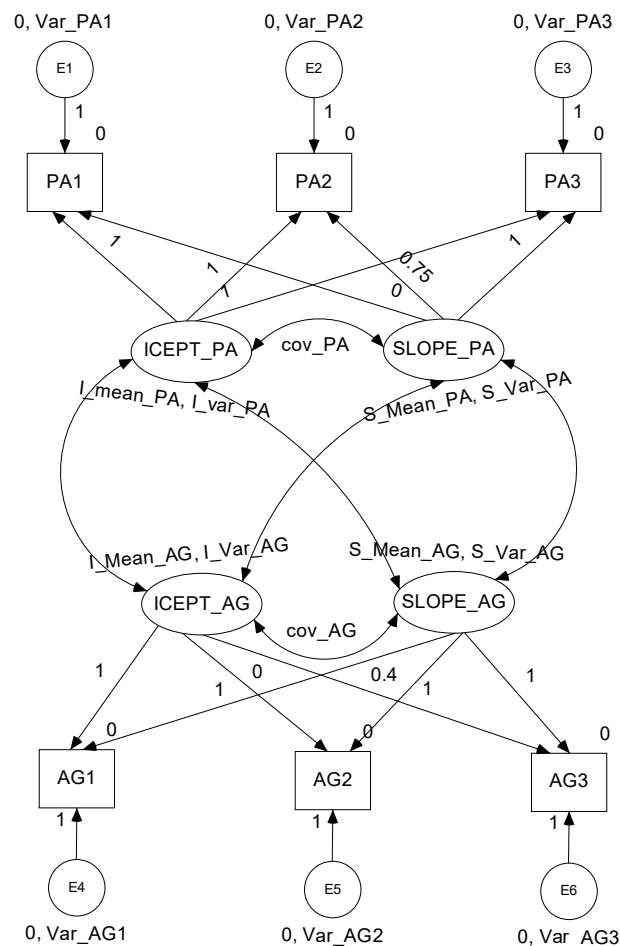 0, Var_PA1
0, Var_PA2
0, Var_PA3
E1
E2
E3
1
0
1
0
1
0
PA1
PA2
PA3
1
1
1
0
0.75
1
ICEPT_PA
cov_PA
SLOPE_PA
I_mean_PA, I_var_PA
S_Mean_PA, S_Var_PA
I_Mean_AG, I_Var_AG
S_Mean_AG, S_Var_AG
ICEPT_AG
cov_AG
SLOPE_AG
1
1
0
0.4
1
1
0
0
0
AG1
AG2
AG3
1
1
1
E4
E5
E6
0, Var_AG1
0, Var_AG2
0, Var_AG3